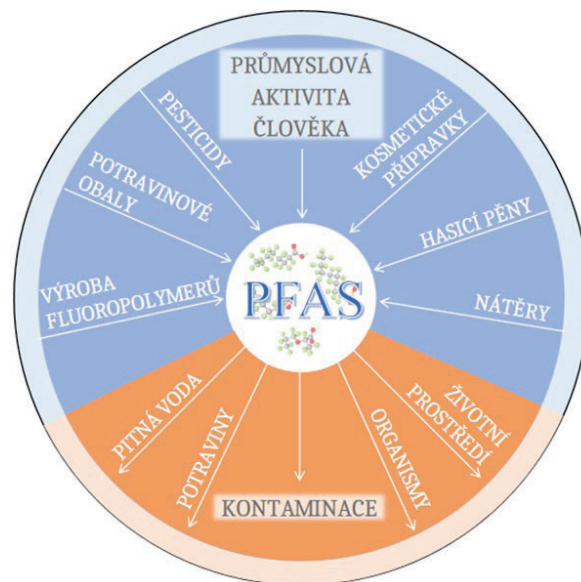 PRŮMYSLOVÁ
AKTIVITA
ČLOVĚKA
PESTICIDY
KOSMETICKÉ
PŘÍPRAVKY
POTRAVINOVÉ
OBALY
HASICÍ PĚNY
VÝROBA
FLUOROPOLYMERŮ
NÁTĚRY
PFAS
PITNÁ VODA
POTRAVINY
ORGANISMY
ŽIVOTNÍ
PROSTŘEDÍ
KONTAMINACE